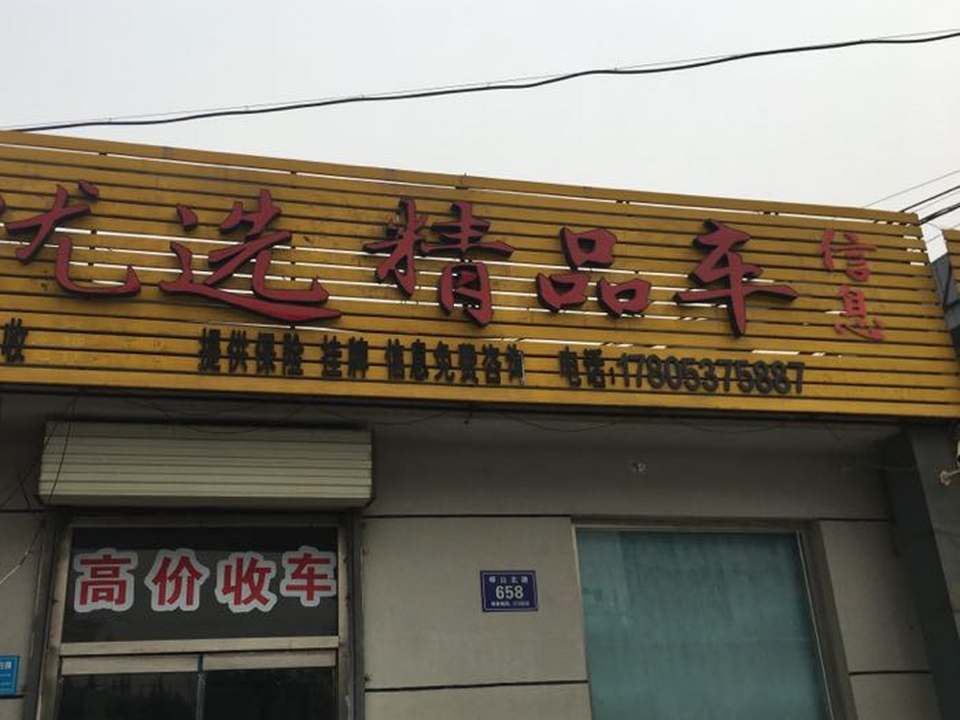 优选精品车
信息
收
提供保险 挂牌 信息免费咨询
电话:17805375887
高价收车
658